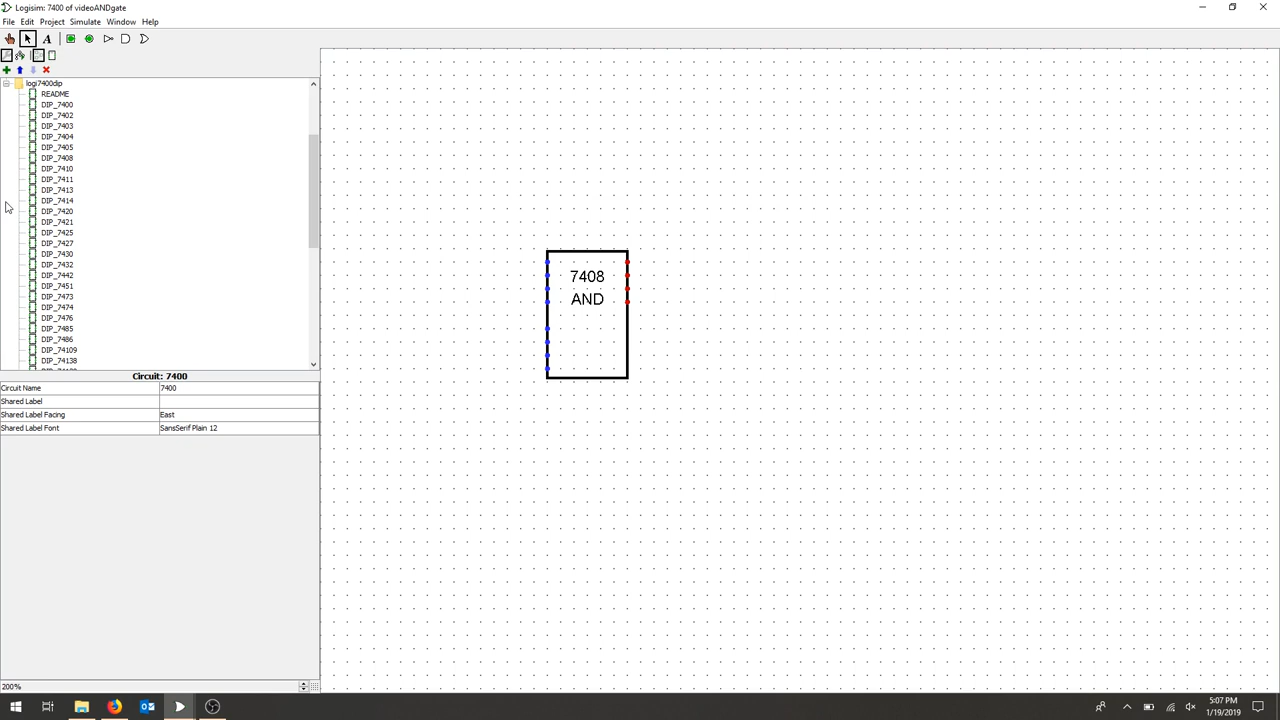 Logisim: 7400 of videoANDgate
File Edit Project Simulate Window Help
A
logi7400dip
README
DIP_7400
DIP_7402
DIP_7403
DIP_7404
DIP_7405
DIP_7408
DIP_7410
DIP_7411
DIP_7413
DIP_7414
DIP_7420
DIP_7421
DIP_7425
DIP_7427
DIP_7430
DIP_7432
DIP_7442
DIP_7451
DIP_7473
DIP_7474
DIP_7476
DIP_7485
DIP_7486
DIP_74109
DIP_74138
Circuit: 7400
Circuit Name 7400
Shared Label
Shared Label Facing East
Shared Label Font SansSerif Plain 12
7408
AND
200%
5:07 PM
1/19/2019